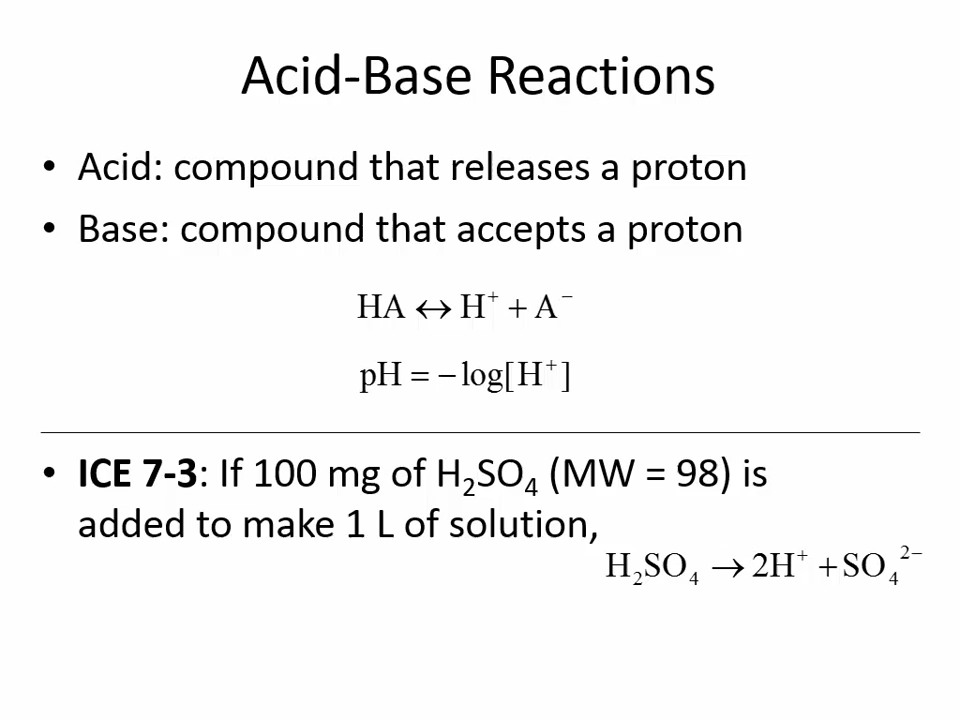 Acid-Base Reactions
• Acid: compound that releases a proton
• Base: compound that accepts a proton
HA ↔ H⁺ + A⁻
pH = − log[H⁺]
• ICE 7-3: If 100 mg of H₂SO₄ (MW = 98) is
added to make 1 L of solution,
H₂SO₄ → 2H⁺ + SO₄²⁻